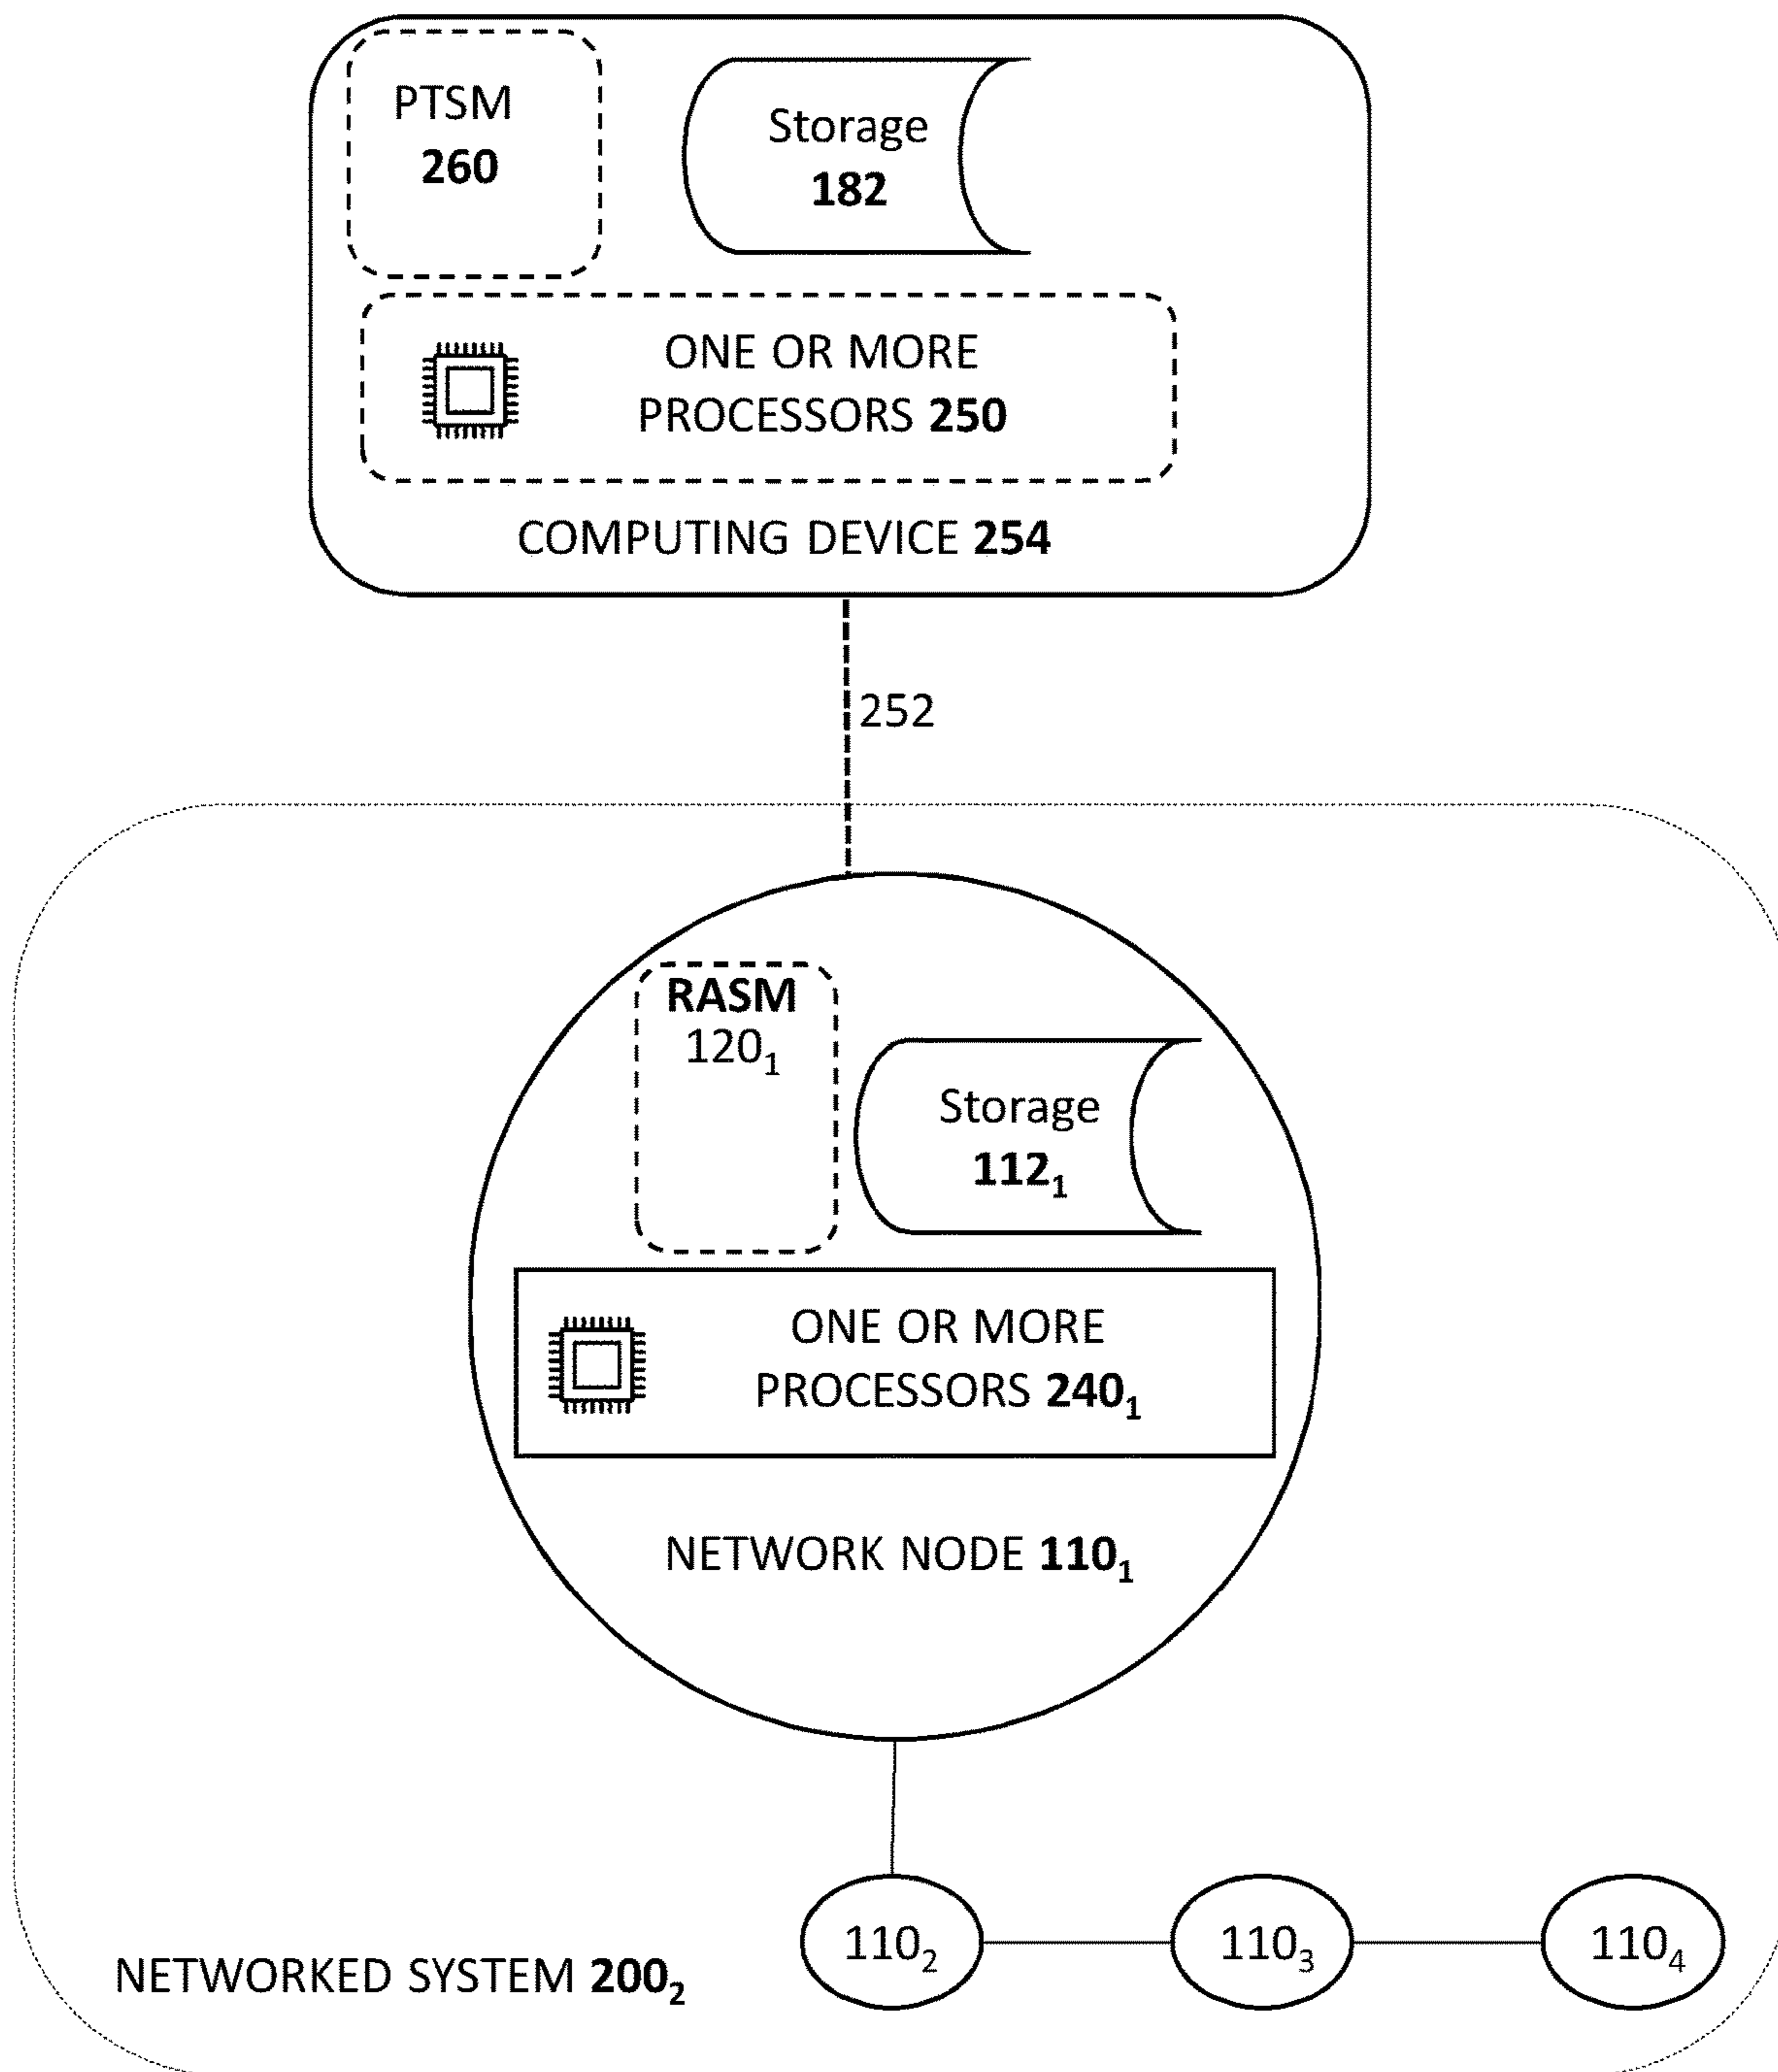 PTSM
260
Storage
182
ONE OR MORE
PROCESSORS 250
COMPUTING DEVICE 254
252
RASM
120₁
Storage
112₁
ONE OR MORE
PROCESSORS 240₁
NETWORK NODE 110₁
110₂
110₃
110₄
NETWORKED SYSTEM 200₂